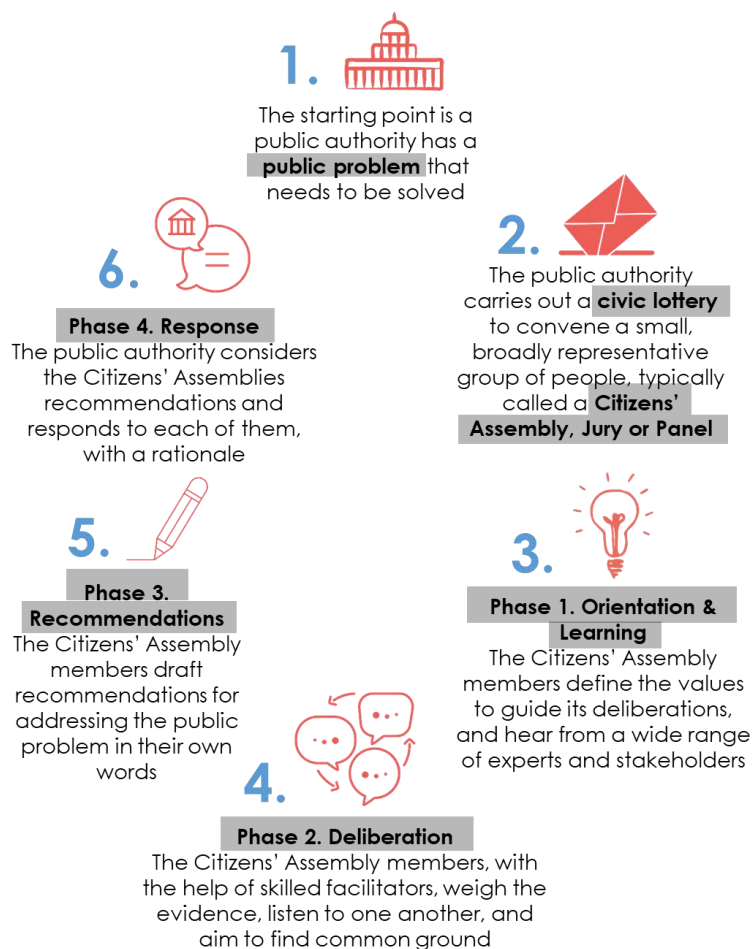 1.
The starting point is a
public authority has a
public problem that
needs to be solved
2.
The public authority
carries out a civic lottery
to convene a small,
broadly representative
group of people, typically
called a Citizens’
Assembly, Jury or Panel
3.
Phase 1. Orientation &
Learning
The Citizens’ Assembly
members define the values
to guide its deliberations,
and hear from a wide range
of experts and stakeholders
4.
Phase 2. Deliberation
The Citizens’ Assembly members, with
the help of skilled facilitators, weigh the
evidence, listen to one another, and
aim to find common ground
5.
Phase 3.
Recommendations
The Citizens’ Assembly
members draft
recommendations for
addressing the public
problem in their own
words
6.
Phase 4. Response
The public authority considers
the Citizens’ Assemblies
recommendations and
responds to each of them,
with a rationale